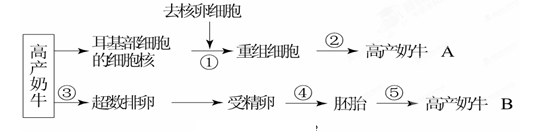 去核卵细胞
高产奶牛
耳基部细胞的细胞核
①
重组细胞
②
高产奶牛 A
③
超数排卵
受精卵
④
胚胎
⑤
高产奶牛 B
，